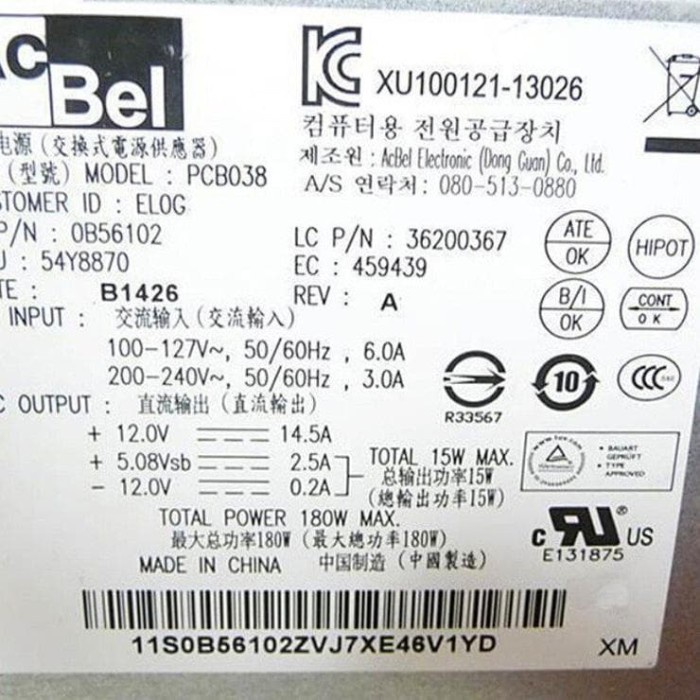 AcBel
电源 (交換式電源供應器)
(型號) MODEL : PCB038
STOMER ID : ELOG
P/N : 0B56102
U : 54Y8870
TE : B1426
INPUT : 交流输入 (交流輸入)
100-127V~, 50/60Hz , 6.0A
200-240V~, 50/60Hz , 3.0A
C OUTPUT : 直流输出 (直流輸出)
+ 12.0V 14.5A
+ 5.08Vsb 2.5A
- 12.0V 0.2A
TOTAL 15W MAX.
总输出功率15W
(總輸出功率15W)
TOTAL POWER 180W MAX.
最大总功率180W (最大總功率180W)
MADE IN CHINA 中国制造 (中國製造)
11S0B56102ZVJ7XE46V1YD
XM
KC
XU100121-13026
컴퓨터용 전원공급장치
제조원 : AcBel Electronic (Dong Guan) Co., Ltd.
A/S 연락처: 080-513-0880
LC P/N : 36200367
EC : 459439
REV : A
ATE
OK
HIPOT
B/I
OK
CONT
OK
R33567
10
CCC
BAUART
GEPRÜFT
TYPE
APPROVED
c RU US
E131875